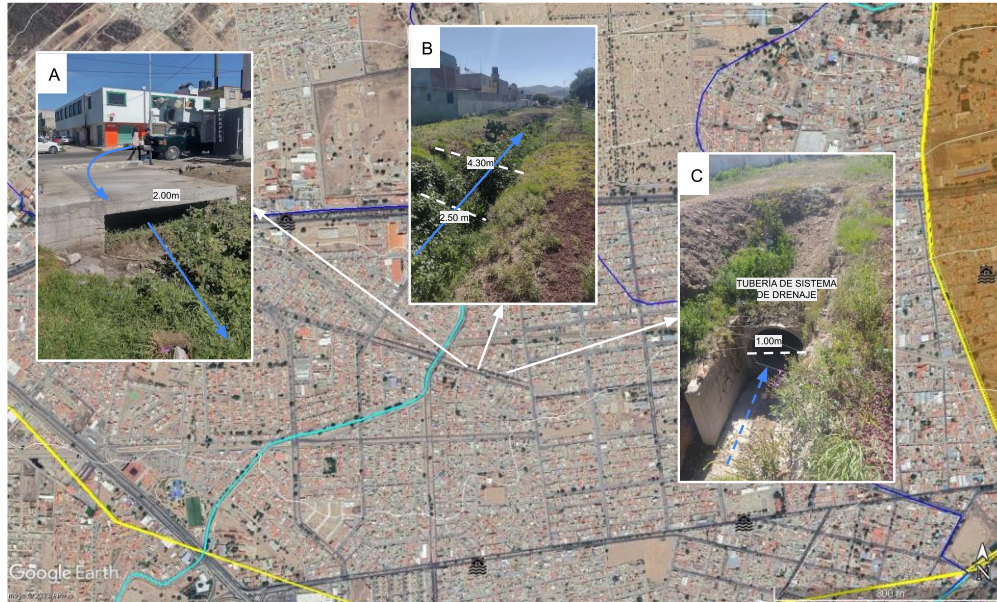 A
2.00m
B
4.30m
2.50 m
C
TUBERÍA DE SISTEMA
DE DRENAJE
1.00m
Google Earth
800 m
N